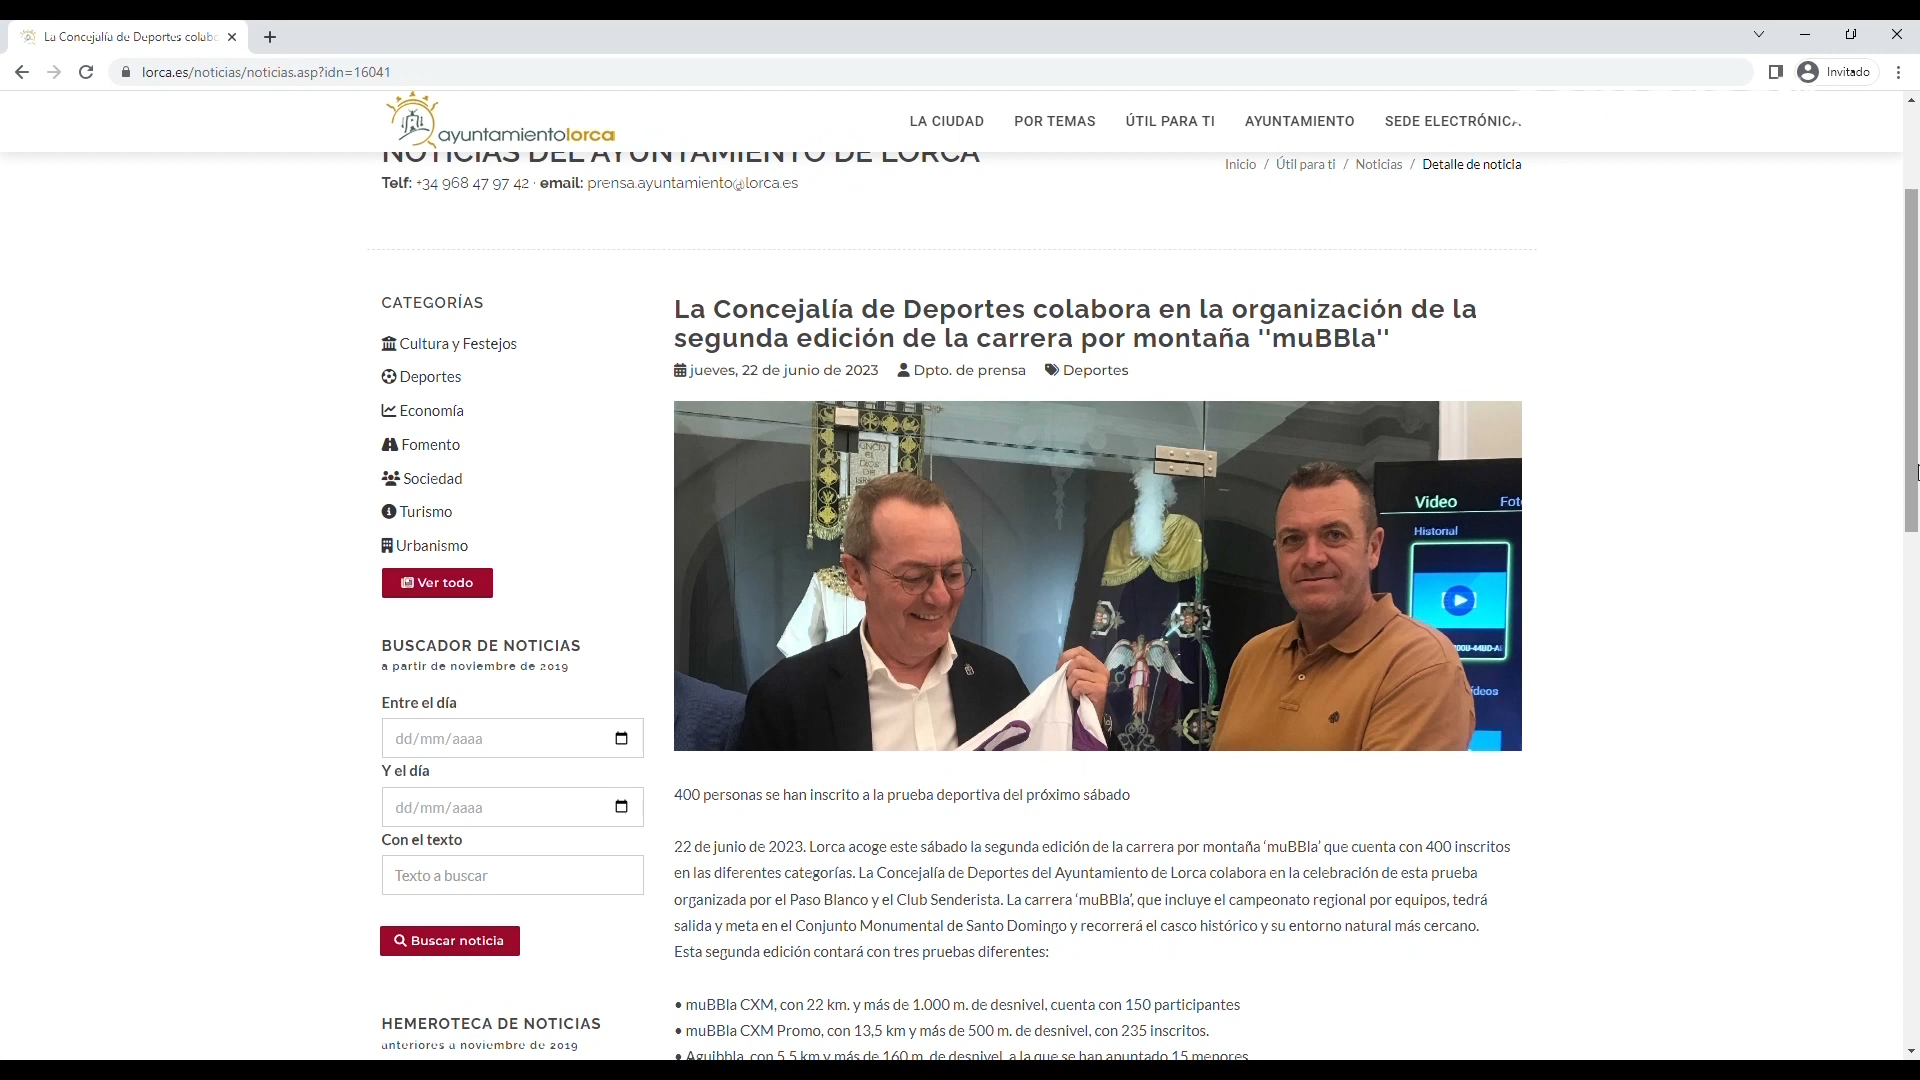 La Concejalía de Deportes colabo
lorca.es/noticias/noticias.asp?idn=16041
Invitado
ayuntamientolorca
LA CIUDAD
POR TEMAS
ÚTIL PARA TI
AYUNTAMIENTO
SEDE ELECTRÓNICA
NOTICIAS DEL AYUNTAMIENTO DE LORCA
Telf: +34 968 47 97 42 · email: prensa.ayuntamiento@lorca.es
Inicio / Útil para ti / Noticias / Detalle de noticia
CATEGORÍAS
Cultura y Festejos
Deportes
Economía
Fomento
Sociedad
Turismo
Urbanismo
Ver todo
BUSCADOR DE NOTICIAS
a partir de noviembre de 2019
Entre el día
dd/mm/aaaa
Y el día
dd/mm/aaaa
Con el texto
Texto a buscar
Buscar noticia
HEMEROTECA DE NOTICIAS
anteriores a noviembre de 2019
La Concejalía de Deportes colabora en la organización de la
segunda edición de la carrera por montaña ''muBBla''
jueves, 22 de junio de 2023 Dpto. de prensa Deportes
Video
Historial
400 personas se han inscrito a la prueba deportiva del próximo sábado
22 de junio de 2023. Lorca acoge este sábado la segunda edición de la carrera por montaña ‘muBBla’ que cuenta con 400 inscritos
en las diferentes categorías. La Concejalía de Deportes del Ayuntamiento de Lorca colabora en la celebración de esta prueba
organizada por el Paso Blanco y el Club Senderista. La carrera ‘muBBla’, que incluye el campeonato regional por equipos, tedrá
salida y meta en el Conjunto Monumental de Santo Domingo y recorrerá el casco histórico y su entorno natural más cercano.
Esta segunda edición contará con tres pruebas diferentes:
• muBBla CXM, con 22 km. y más de 1.000 m. de desnivel, cuenta con 150 participantes
• muBBla CXM Promo, con 13,5 km y más de 500 m. de desnivel, con 235 inscritos.
• Aguibbla, con 5,5 km y más de 160 m. de desnivel, a la que se han apuntado 15 menores